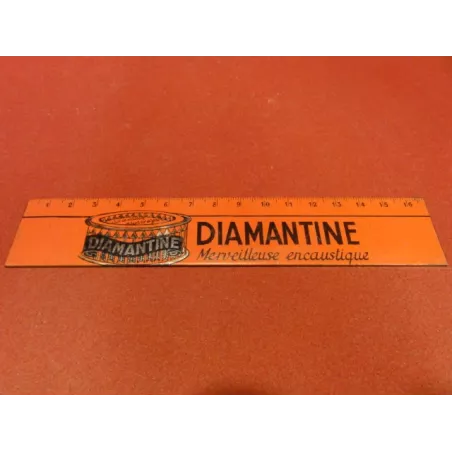 1 2 3 4 5 6 7 8 9 10 11 12 13 14 15 16
DIAMANTINE
DIAMANTINE
Merveilleuse encaustique